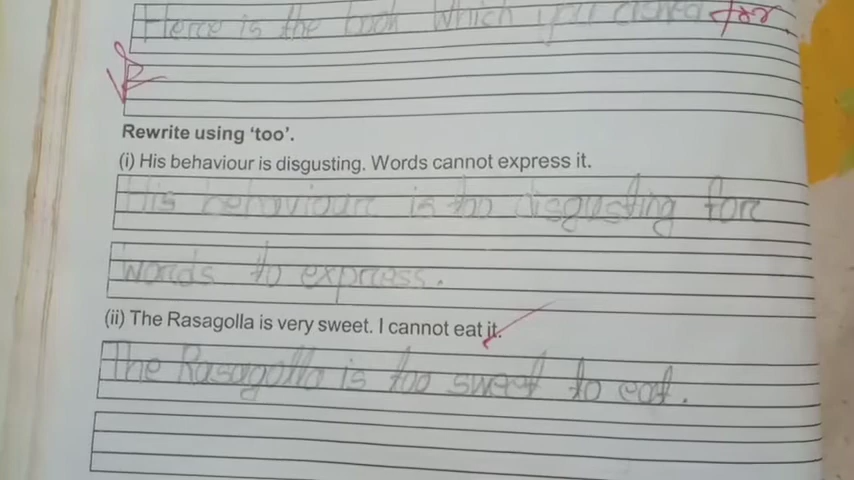 Here is the book which you asked for
Rewrite using 'too'.
(i) His behaviour is disgusting. Words cannot express it.
His behaviour is too disgusting for
words to express.
(ii) The Rasagolla is very sweet. I cannot eat it.
The Rasagolla is too sweet to eat.